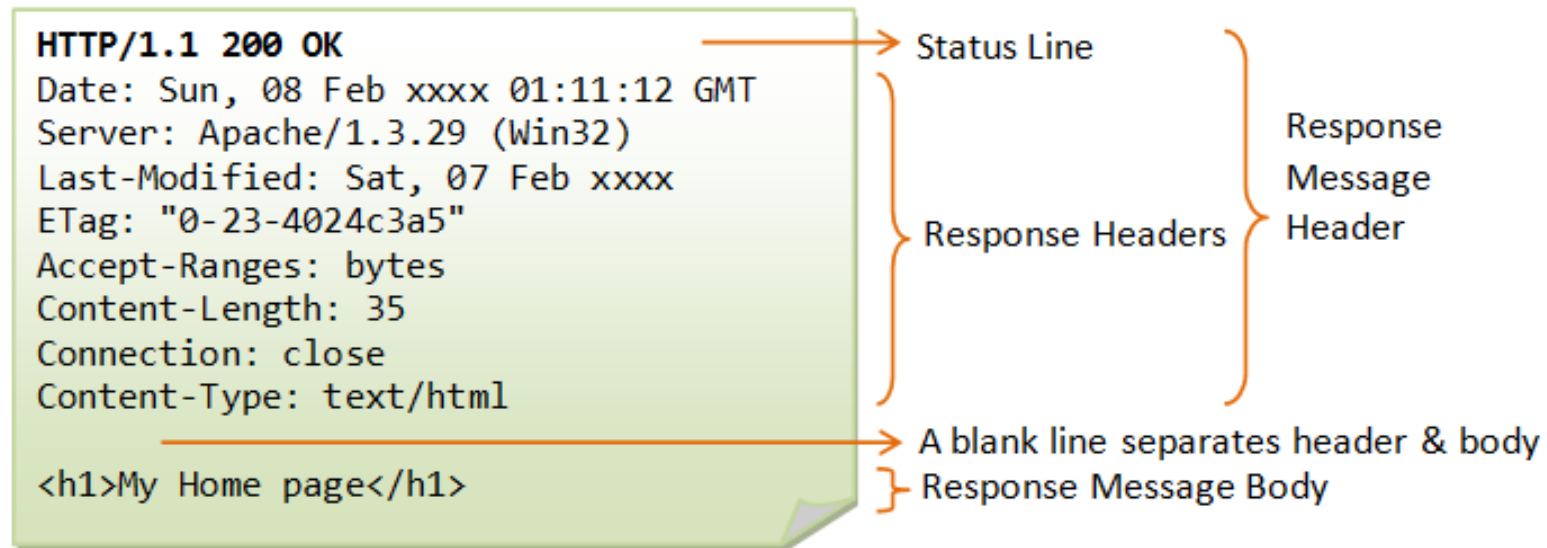 HTTP/1.1 200 OK
Date: Sun, 08 Feb xxxx 01:11:12 GMT
Server: Apache/1.3.29 (Win32)
Last-Modified: Sat, 07 Feb xxxx
ETag: "0-23-4024c3a5"
Accept-Ranges: bytes
Content-Length: 35
Connection: close
Content-Type: text/html
<h1>My Home page</h1>
Status Line
Response Headers
Response
Message
Header
A blank line separates header & body
Response Message Body